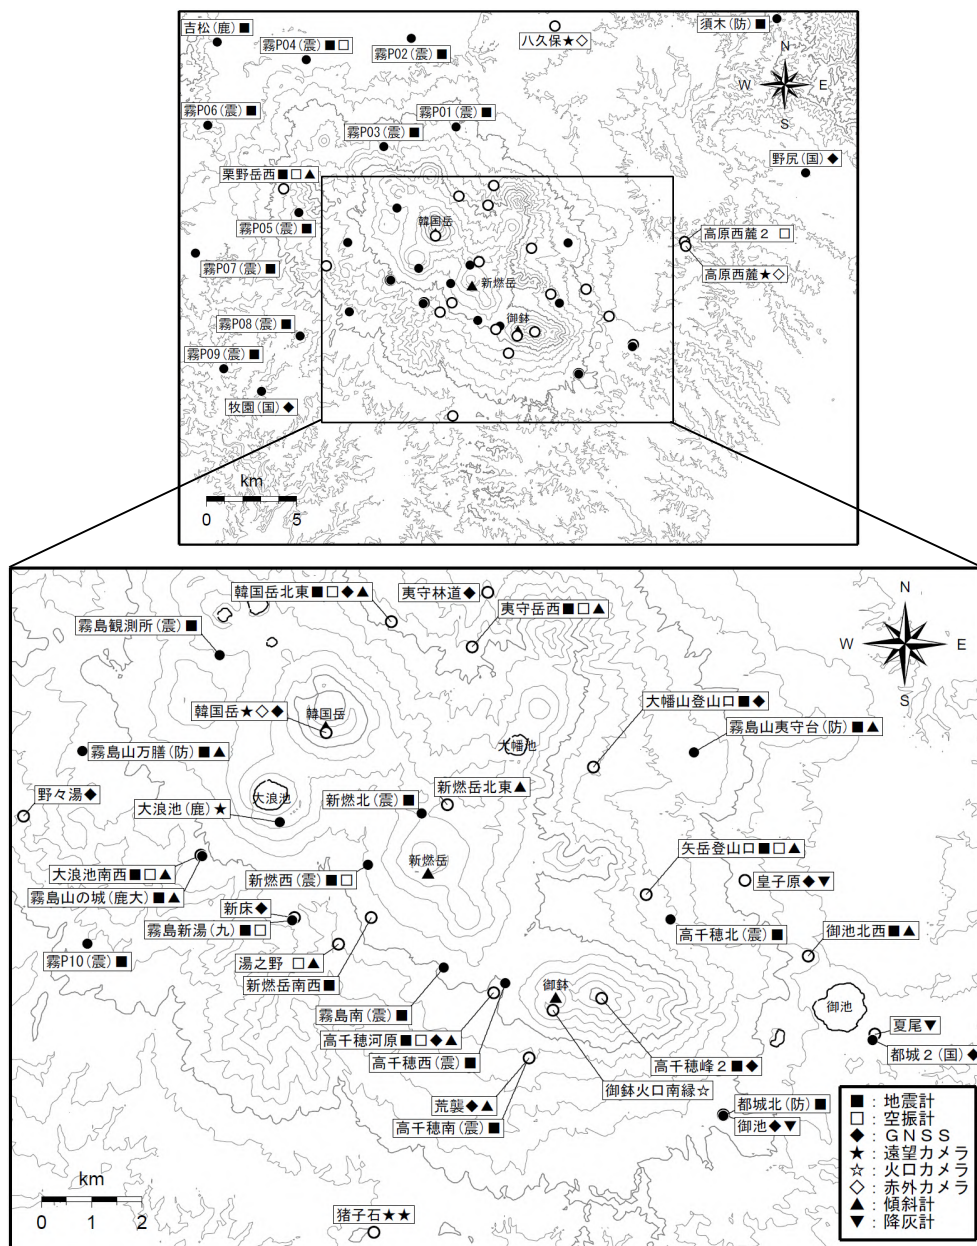 吉松(鹿)■
霧P04(震)■□
霧P02(震)■
八久保★◇
須木(防)■
N
W E
S
霧P06(震)■
霧P01(震)■
霧P03(震)■
野尻(国)◆
栗野岳西■□▲
韓国岳
霧P05(震)■
高原西麓2 □
霧P07(震)■
高原西麓★◇
新燃岳
御鉢
霧P08(震)■
霧P09(震)■
牧園(国)◆
km
0 5
韓国岳北東■□◆▲
夷守林道◆
夷守岳西■□▲
N
W E
S
霧島観測所(震)■
韓国岳★◇◆
韓国岳
大幡山登山口■◆
霧島山夷守台(防)■▲
大幡池
霧島山万膳(防)■▲
野々湯◆
大浪池
大浪池(鹿)★
新燃北(震)■
新燃岳北東▲
大浪池南西■□▲
新燃西(震)■□
新燃岳
矢岳登山口■□▲
皇子原◆▼
霧島山の城(鹿大)■▲
新床◆
霧島新湯(九)■□
高千穂北(震)■
御池北西■▲
霧P10(震)■
湯之野 □▲
新燃岳南西■
御鉢
御池
霧島南(震)■
高千穂河原■□◆▲
高千穂西(震)■
夏尾▼
都城2(国)◆
高千穂峰2■◆
御鉢火口南縁☆
荒襲◆▲
高千穂南(震)■
都城北(防)■
御池◆▼
■:地震計
□:空振計
◆:GNSS
★:遠望カメラ
☆:火口カメラ
◇:赤外カメラ
▲:傾斜計
▼:降灰計
km
0 1 2
猪子石★★